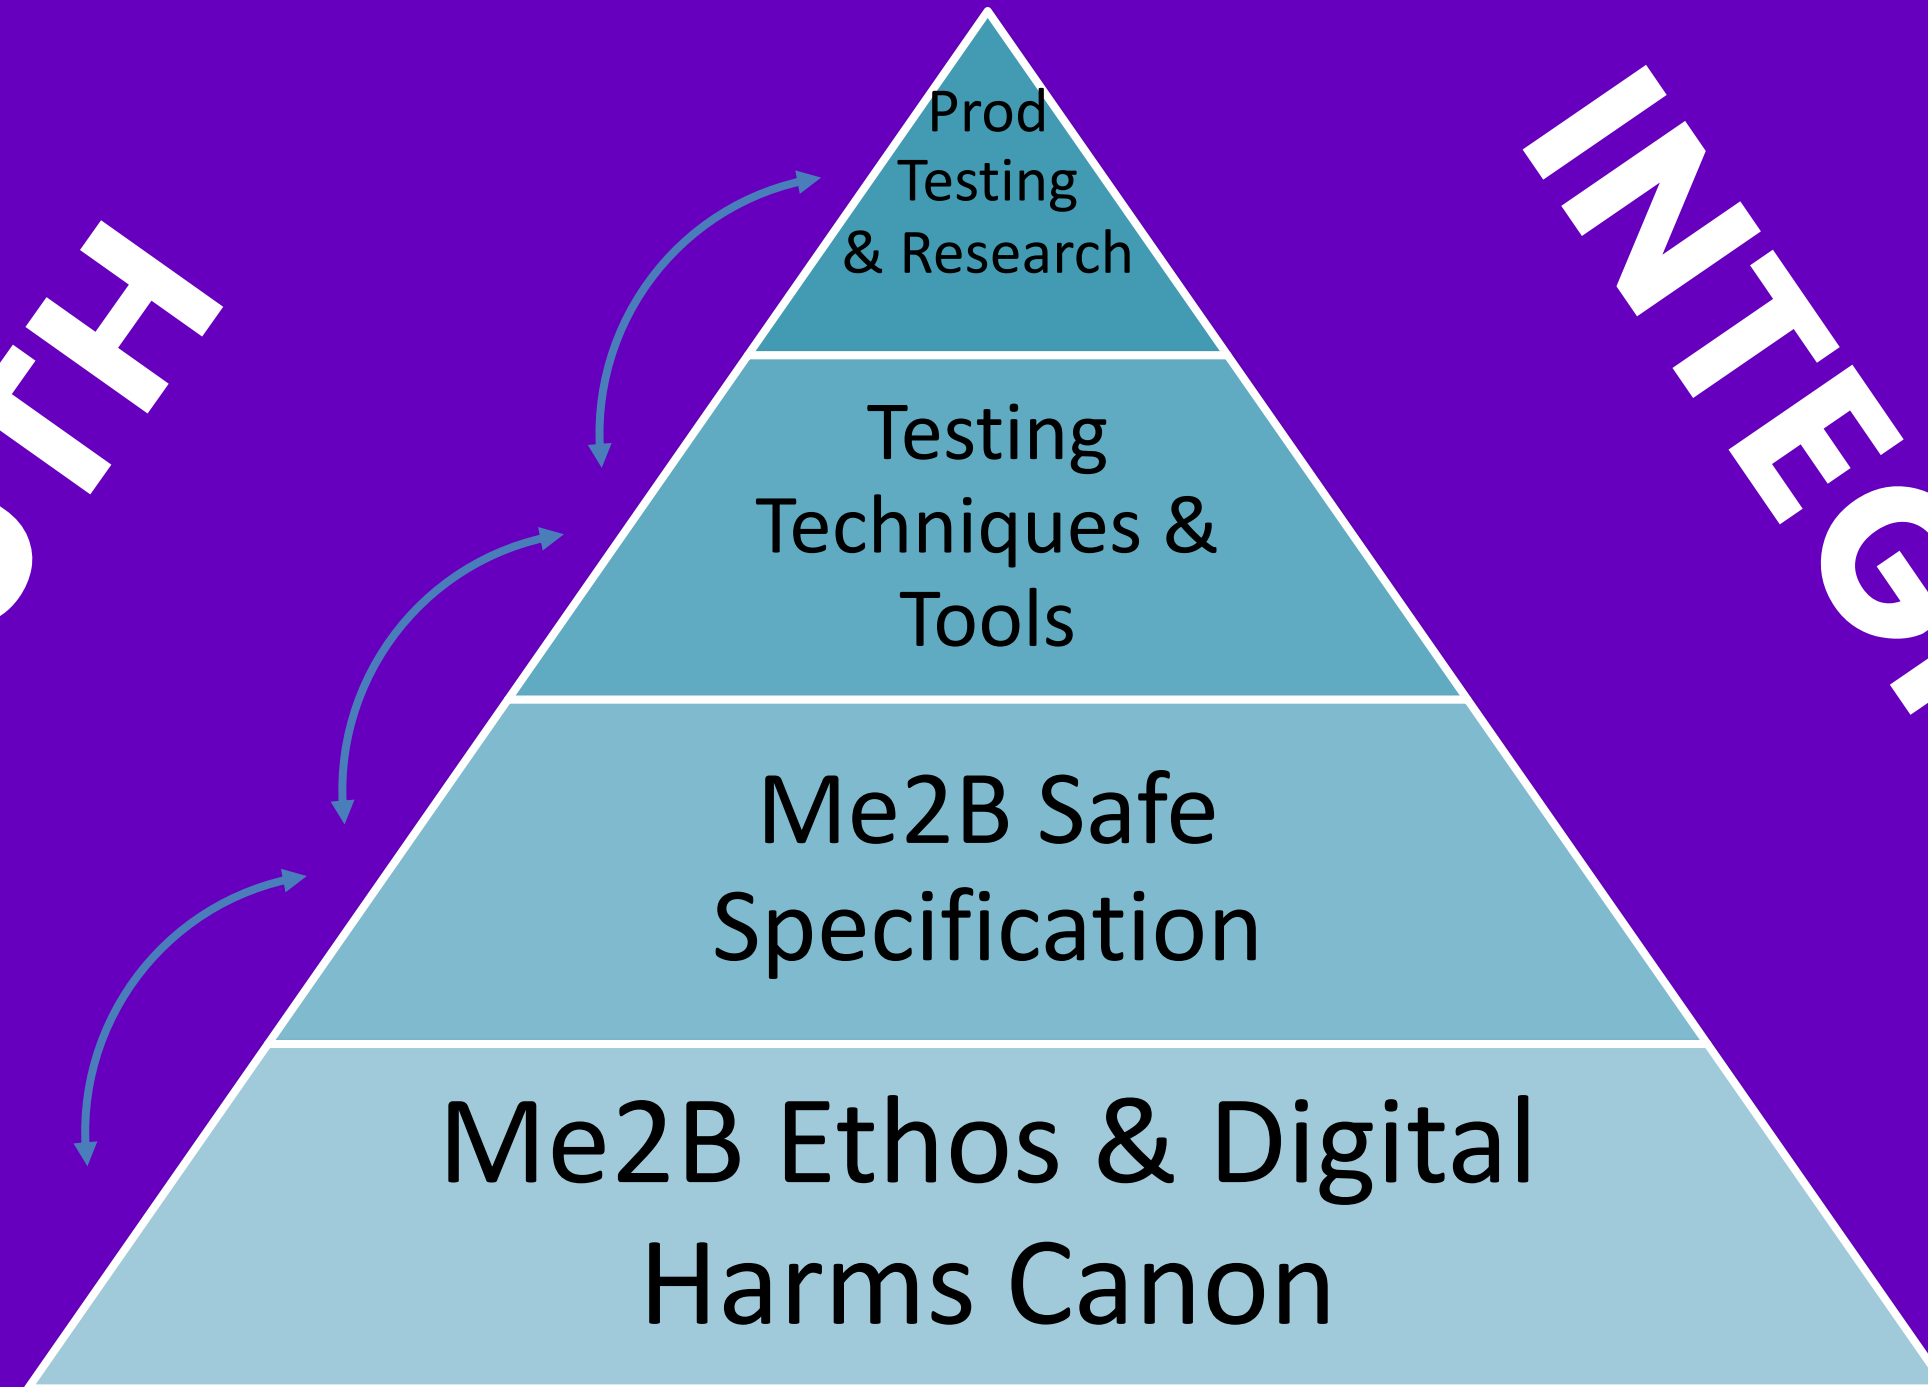 Prod
Testing
& Research
Testing
Techniques &
Tools
Me2B Safe
Specification
Me2B Ethos & Digital
Harms Canon